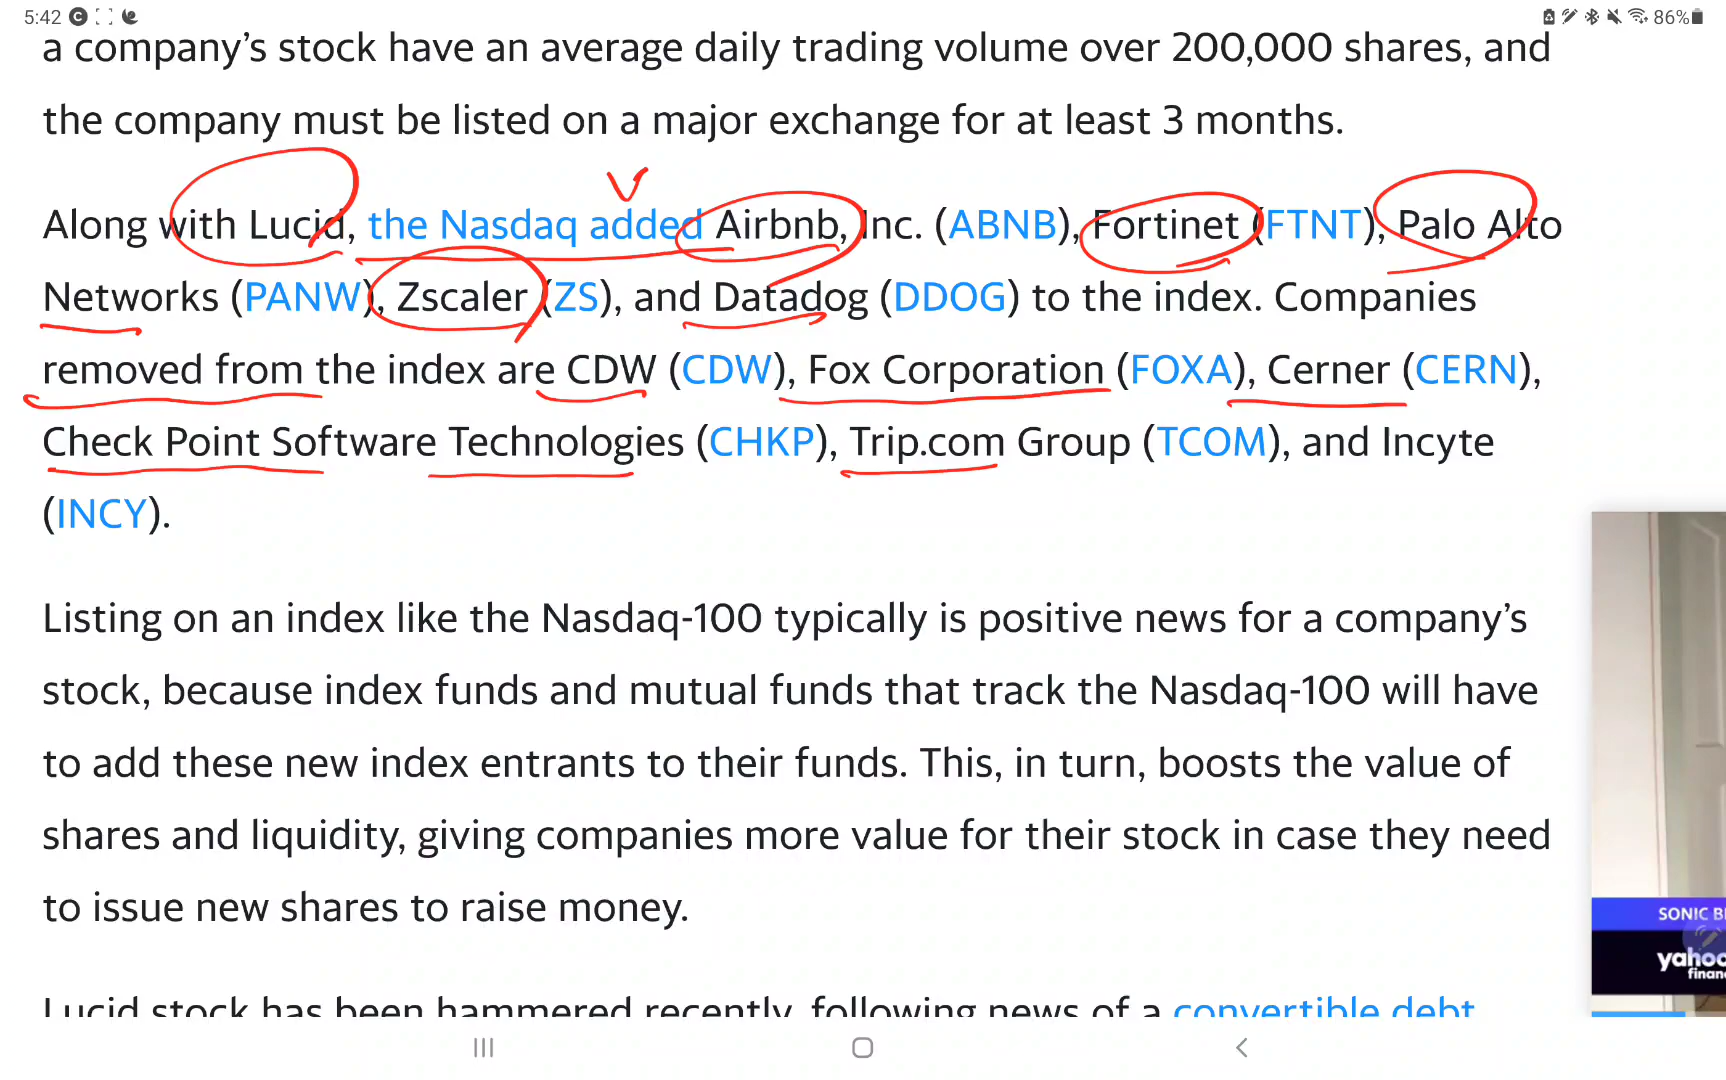 5:42
86%
a company’s stock have an average daily trading volume over 200,000 shares, and
the company must be listed on a major exchange for at least 3 months.
Along with Lucid, the Nasdaq added Airbnb, Inc. (ABNB), Fortinet (FTNT), Palo Alto
Networks (PANW), Zscaler (ZS), and Datadog (DDOG) to the index. Companies
removed from the index are CDW (CDW), Fox Corporation (FOXA), Cerner (CERN),
Check Point Software Technologies (CHKP), Trip.com Group (TCOM), and Incyte
(INCY).
Listing on an index like the Nasdaq-100 typically is positive news for a company’s
stock, because index funds and mutual funds that track the Nasdaq-100 will have
to add these new index entrants to their funds. This, in turn, boosts the value of
shares and liquidity, giving companies more value for their stock in case they need
to issue new shares to raise money.
SONIC
yahoo
finan
Lucid stock has been hammered recently, following news of a convertible debt